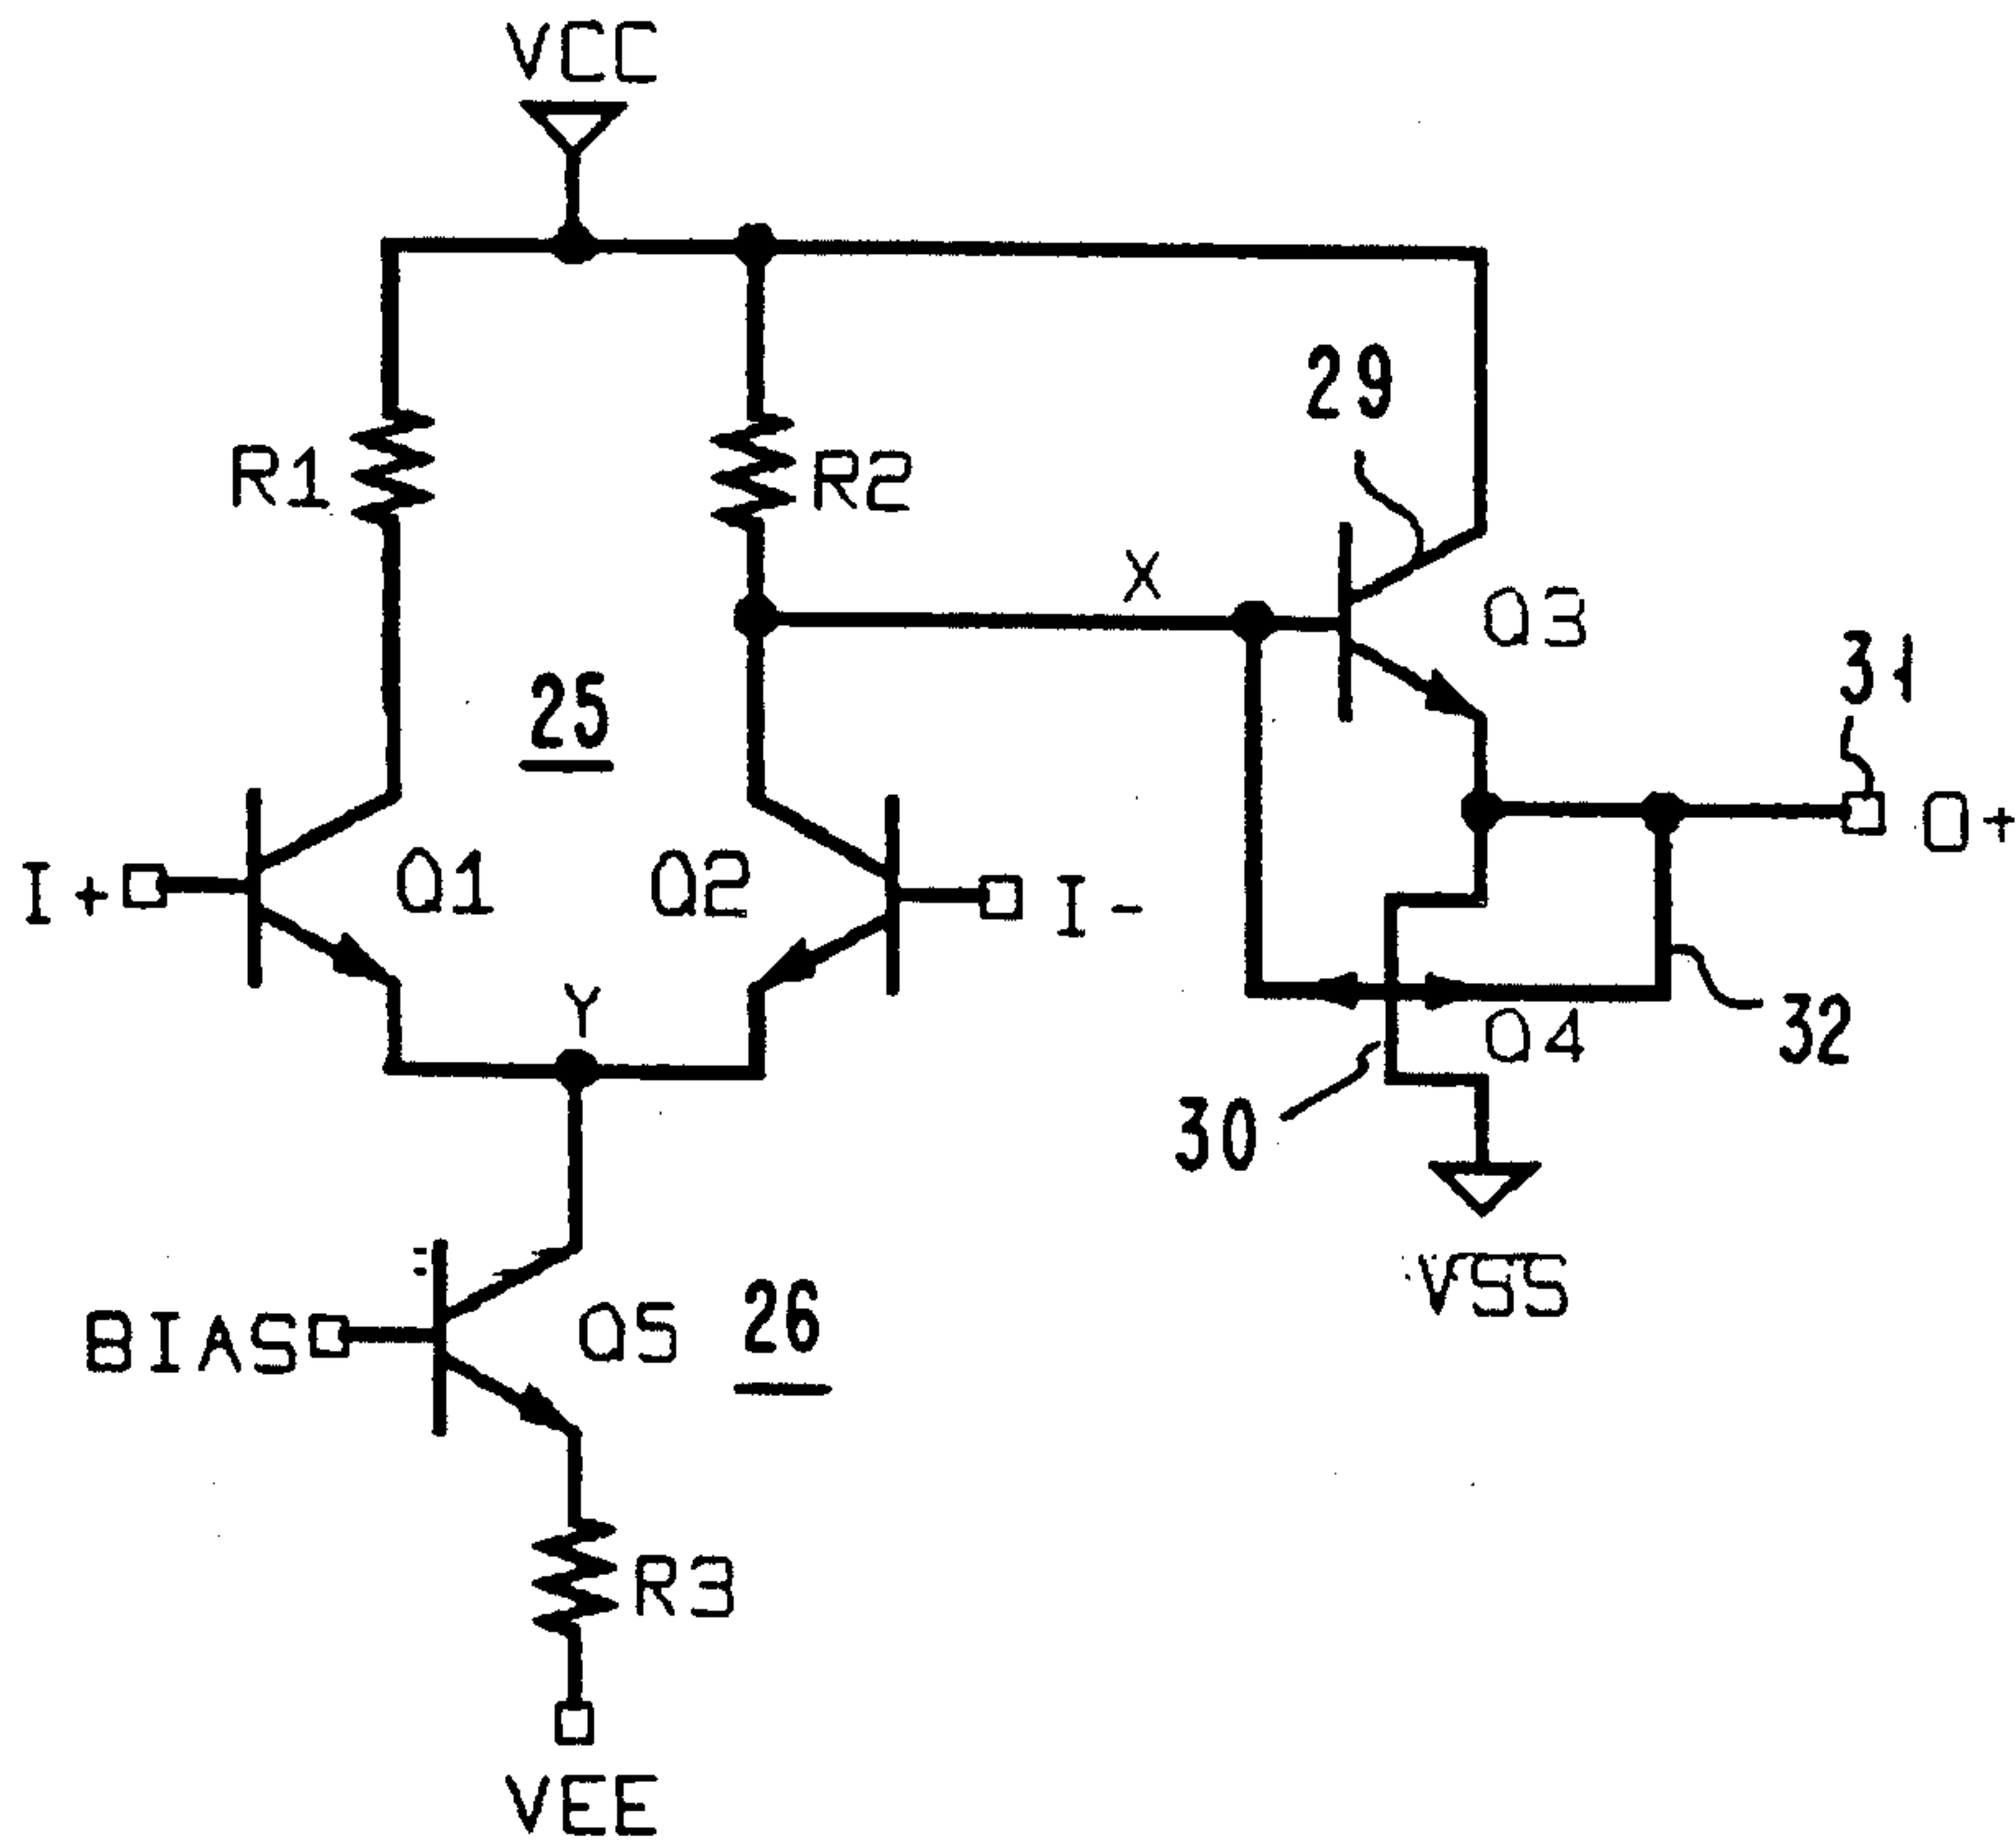 VCC
29
R1
R2
X
Q3
31
25
O+
I+
Q1
Q2
I-
Y
Q4
32
30
VSS
BIAS
Q5
26
R3
VEE